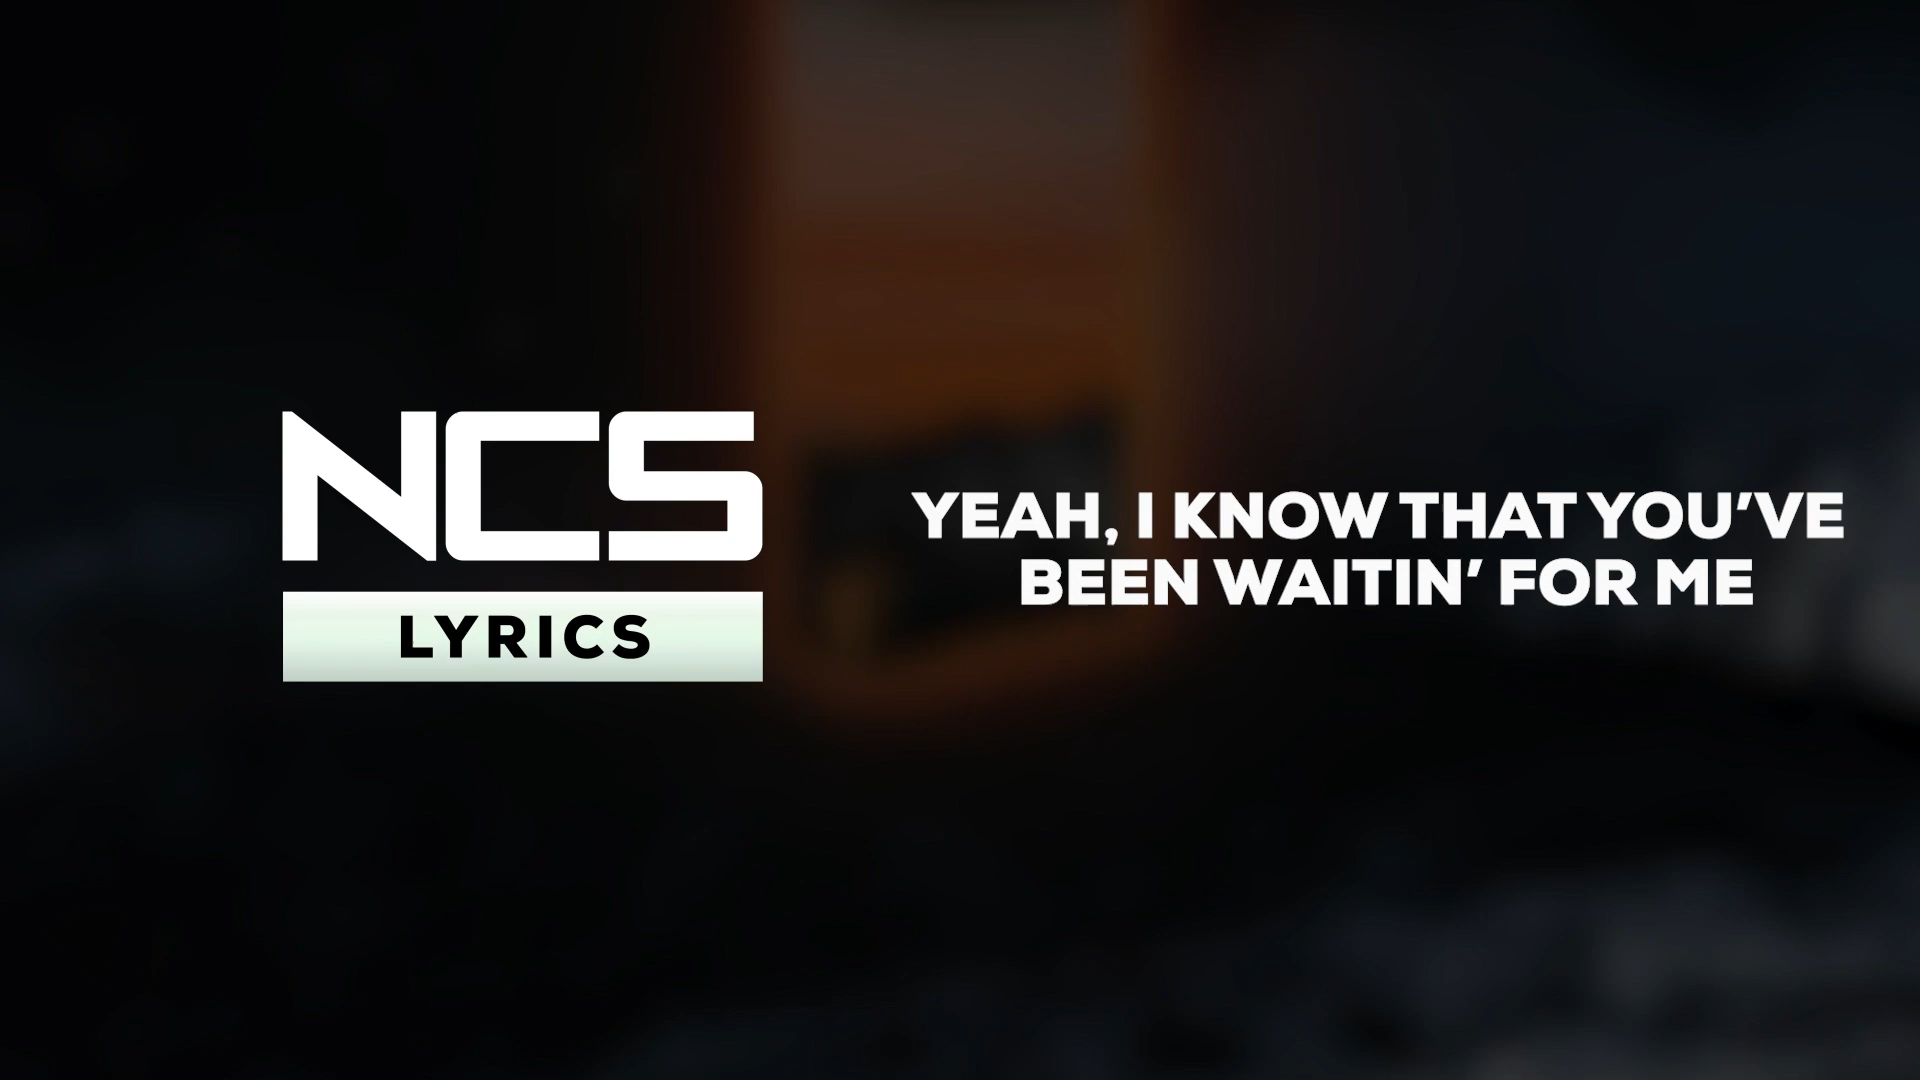 NCS
LYRICS
YEAH, I KNOW THAT YOU’VE
BEEN WAITIN’ FOR ME